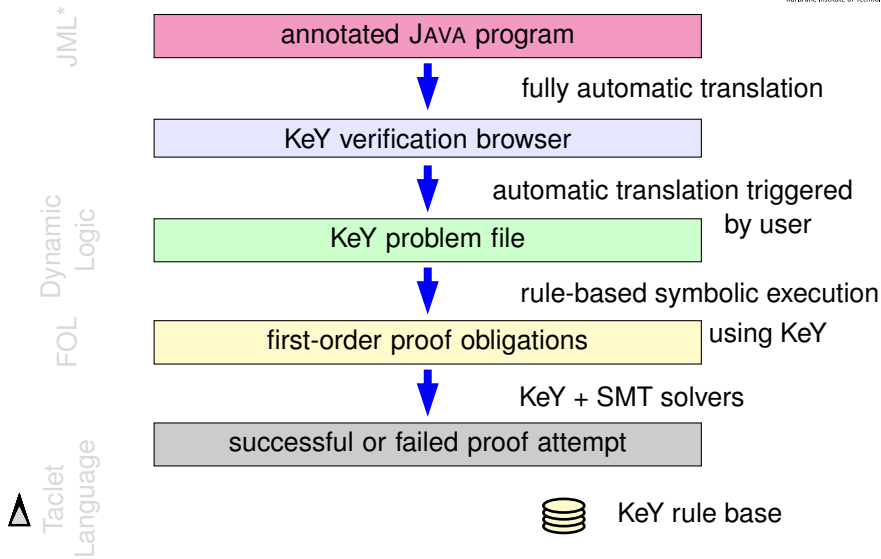 JML*
annotated JAVA program
fully automatic translation
KeY verification browser
automatic translation triggered
by user
Dynamic
Logic
KeY problem file
rule-based symbolic execution
using KeY
FOL
first-order proof obligations
KeY + SMT solvers
successful or failed proof attempt
Taclet
Language
KeY rule base